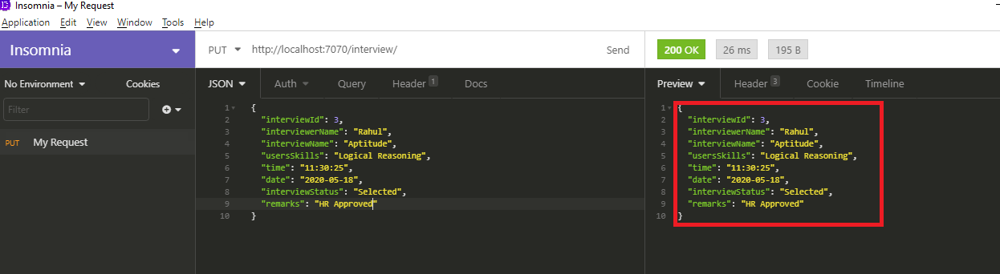 Insomnia – My Request
Application Edit View Window Tools Help
Insomnia
PUT http://localhost:7070/interview/ Send
200 OK 26 ms 195 B
No Environment Cookies
JSON Auth Query Header 1 Docs
Preview Header 3 Cookie Timeline
Filter
PUT My Request
1 {
2 "interviewId": 3,
3 "interviewerName": "Rahul",
4 "interviewName": "Aptitude",
5 "usersSkills": "Logical Reasoning",
6 "time": "11:30:25",
7 "date": "2020-05-18",
8 "interviewStatus": "Selected",
9 "remarks": "HR Approved"
10 }
1 {
2 "interviewId": 3,
3 "interviewerName": "Rahul",
4 "interviewName": "Aptitude",
5 "usersSkills": "Logical Reasoning",
6 "time": "11:30:25",
7 "date": "2020-05-18",
8 "interviewStatus": "Selected",
9 "remarks": "HR Approved"
10 }